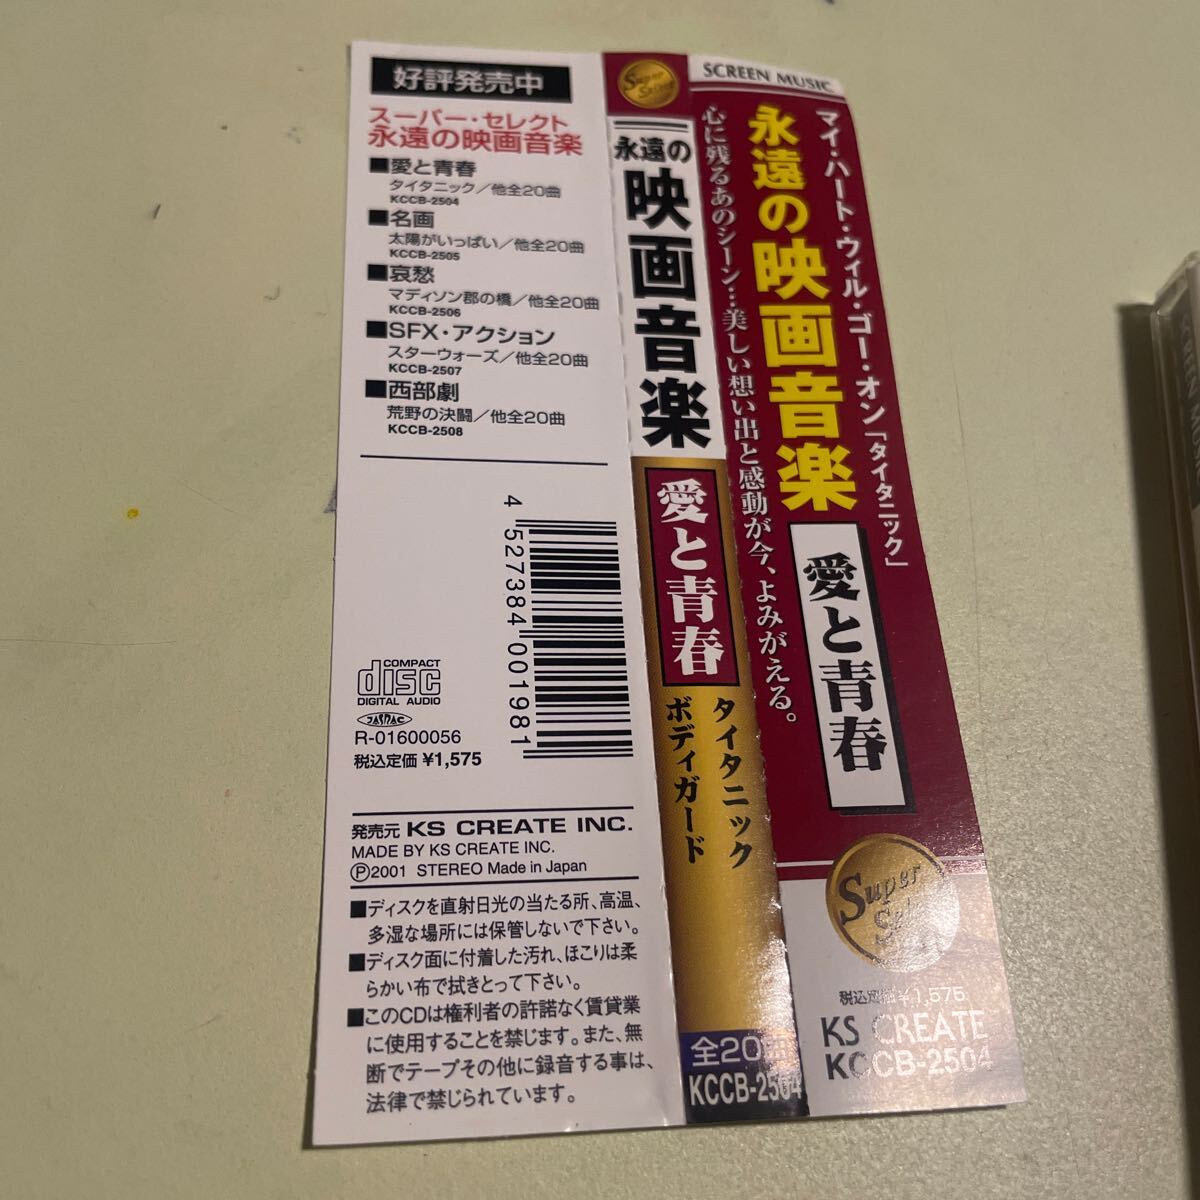 好評発売中
スーパー・セレクト
永遠の映画音楽
■愛と青春
タイタニック／他全20曲
KCCB-2504
■名画
太陽がいっぱい／他全20曲
KCCB-2505
■哀愁
マディソン郡の橋／他全20曲
KCCB-2506
■SFX・アクション
スターウォーズ／他全20曲
KCCB-2507
■西部劇
荒野の決闘／他全20曲
KCCB-2508
4 527384 001981
COMPACT
disc
DIGITAL AUDIO
JASRAC
R-01600056
税込定価 ¥1,575
発売元 KS CREATE INC.
MADE BY KS CREATE INC.
Ⓟ2001 STEREO Made in Japan
■ディスクを直射日光の当たる所、高温、
多湿な場所には保管しないで下さい。
■ディスク面に付着した汚れ、ほこりは柔
らかい布で拭きとって下さい。
■このCDは権利者の許諾なく賃貸業
に使用することを禁じます。また、無
断でテープその他に録音する事は、
法律で禁じられています。
Super
Select
永遠の
映画音楽
愛と青春
タイタニック
ボディガード
全20曲
KCCB-2504
SCREEN MUSIC
マイ・ハート・ウィル・ゴー・オン「タイタニック」
永遠の映画音楽
心に残るあのシーン…美しい想い出と感動が今、よみがえる。
愛と青春
Super
Select
税込定価¥1,575
KS CREATE
KCCB-2504
SCREEN